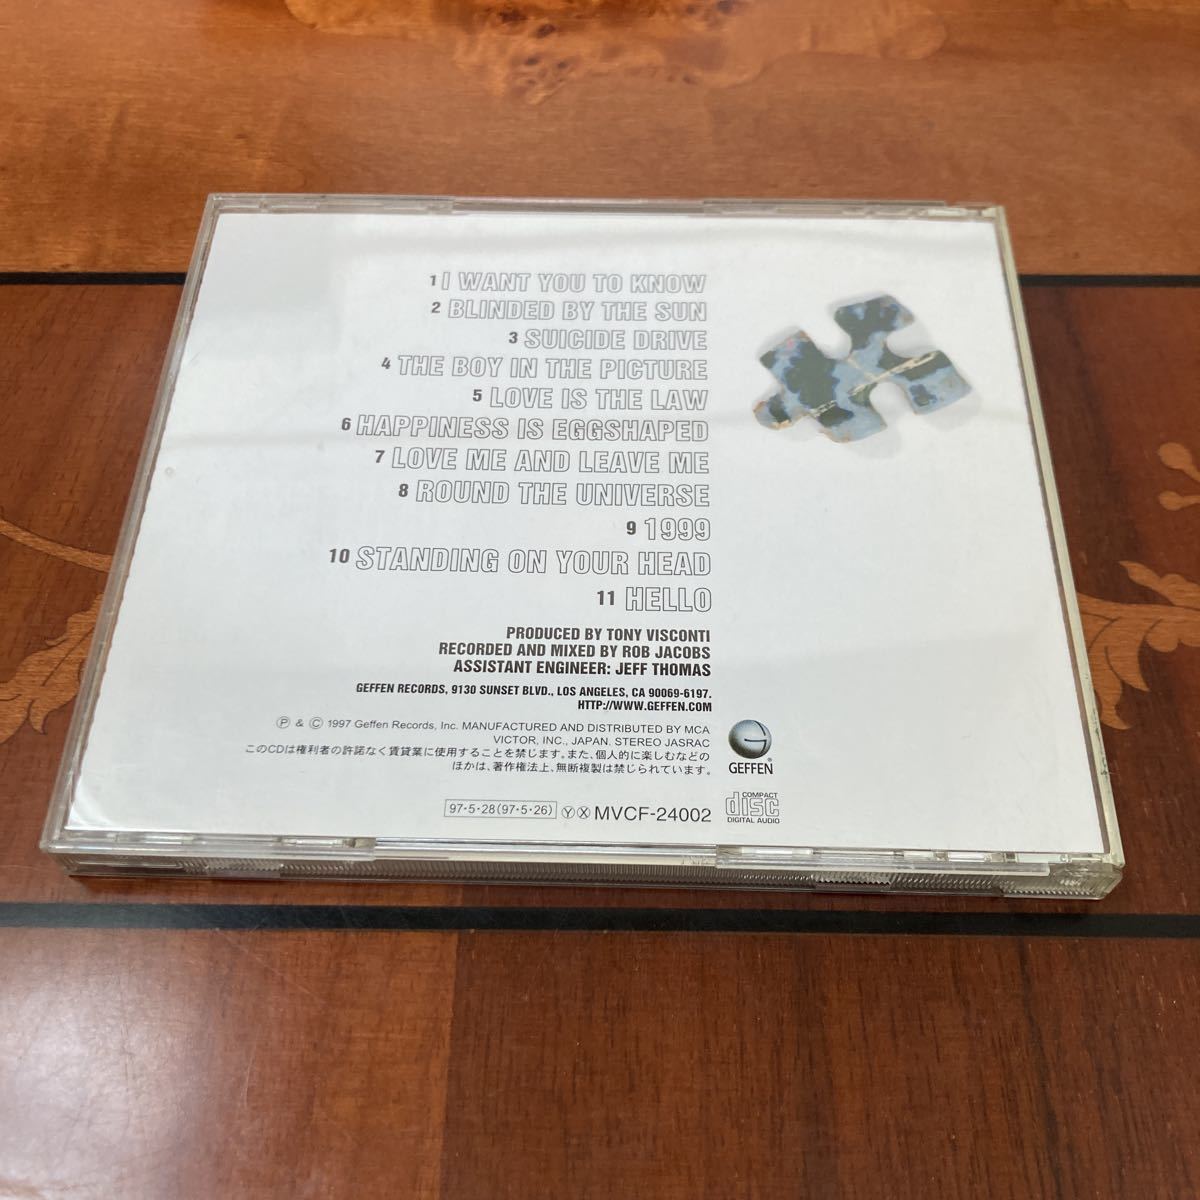 1 I WANT YOU TO KNOW
2 BLINDED BY THE SUN
3 SUICIDE DRIVE
4 THE BOY IN THE PICTURE
5 LOVE IS THE LAW
6 HAPPINESS IS EGGSHAPED
7 LOVE ME AND LEAVE ME
8 ROUND THE UNIVERSE
9 1999
10 STANDING ON YOUR HEAD
11 HELLO
PRODUCED BY TONY VISCONTI
RECORDED AND MIXED BY ROB JACOBS
ASSISTANT ENGINEER: JEFF THOMAS
GEFFEN RECORDS, 9130 SUNSET BLVD., LOS ANGELES, CA 90069-6197.
HTTP://WWW.GEFFEN.COM
℗ & © 1997 Geffen Records, Inc. MANUFACTURED AND DISTRIBUTED BY MCA
VICTOR, INC., JAPAN. STEREO JASRAC
このCDは権利者の許諾なく賃貸業に使用することを禁じます。また、個人的に楽しむなどの
ほかは、著作権法上、無断複製は禁じられています。
GEFFEN
97・5・28(97・5・26) Ⓨ Ⓧ MVCF-24002
COMPACT
disc
DIGITAL AUDIO